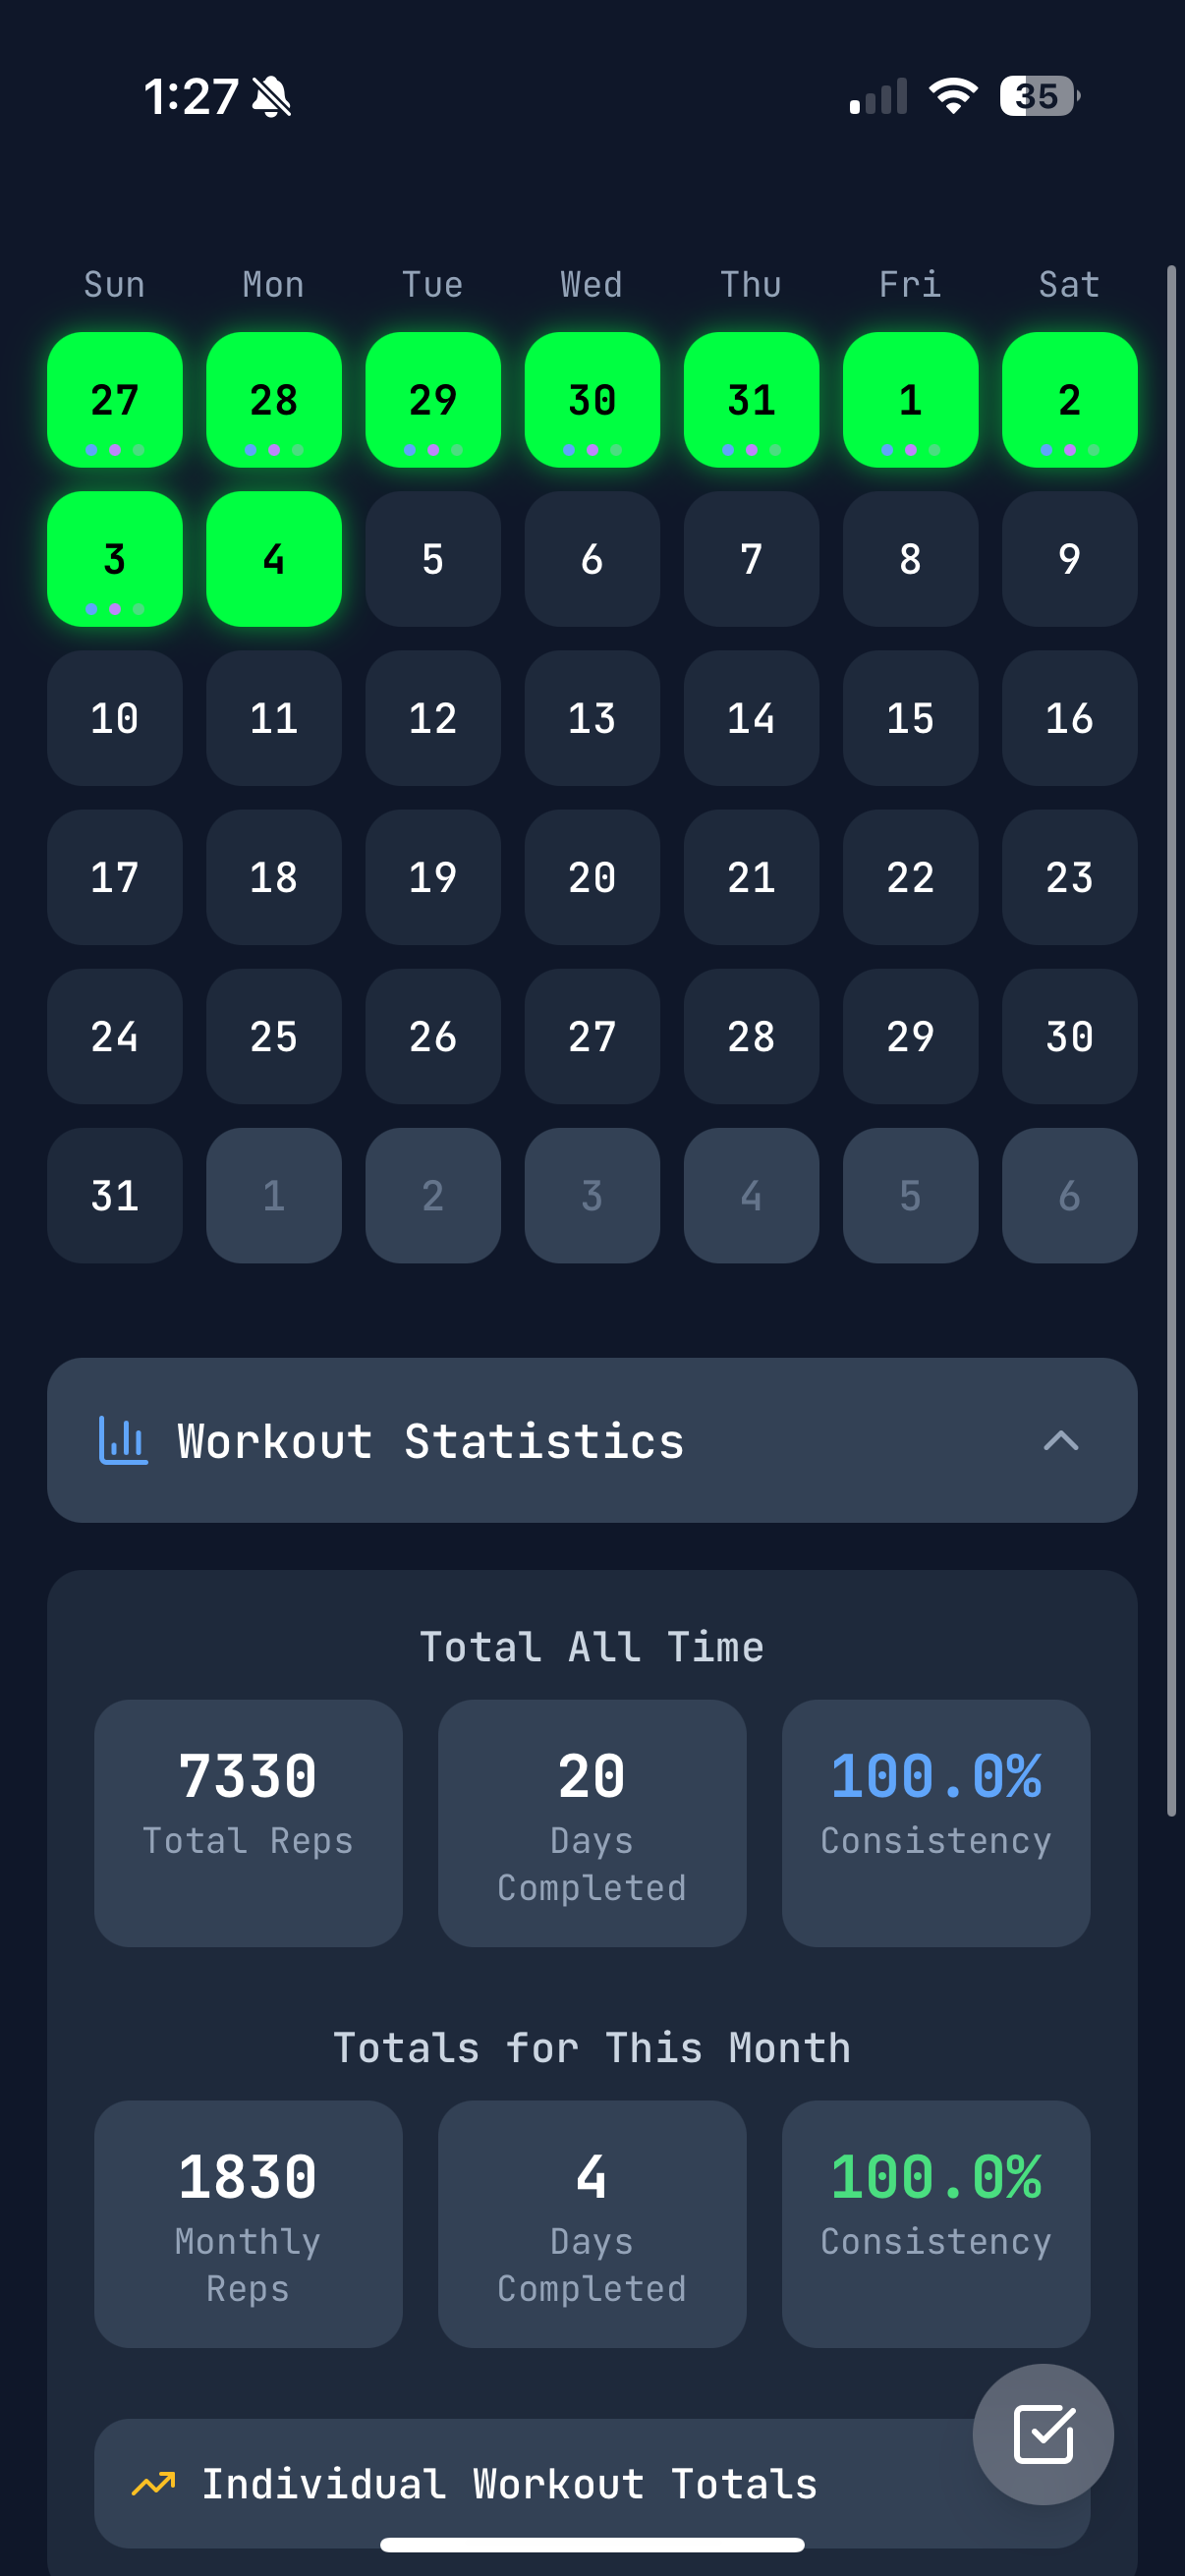 1:27 35
Sun Mon Tue Wed Thu Fri Sat
27 28 29 30 31 1 2
3 4 5 6 7 8 9
10 11 12 13 14 15 16
17 18 19 20 21 22 23
24 25 26 27 28 29 30
31 1 2 3 4 5 6
Workout Statistics
Total All Time
7330 20 100.0%
Total Reps Days Consistency
Completed
Totals for This Month
1830 4 100.0%
Monthly Days Consistency
Reps Completed
Individual Workout Totals